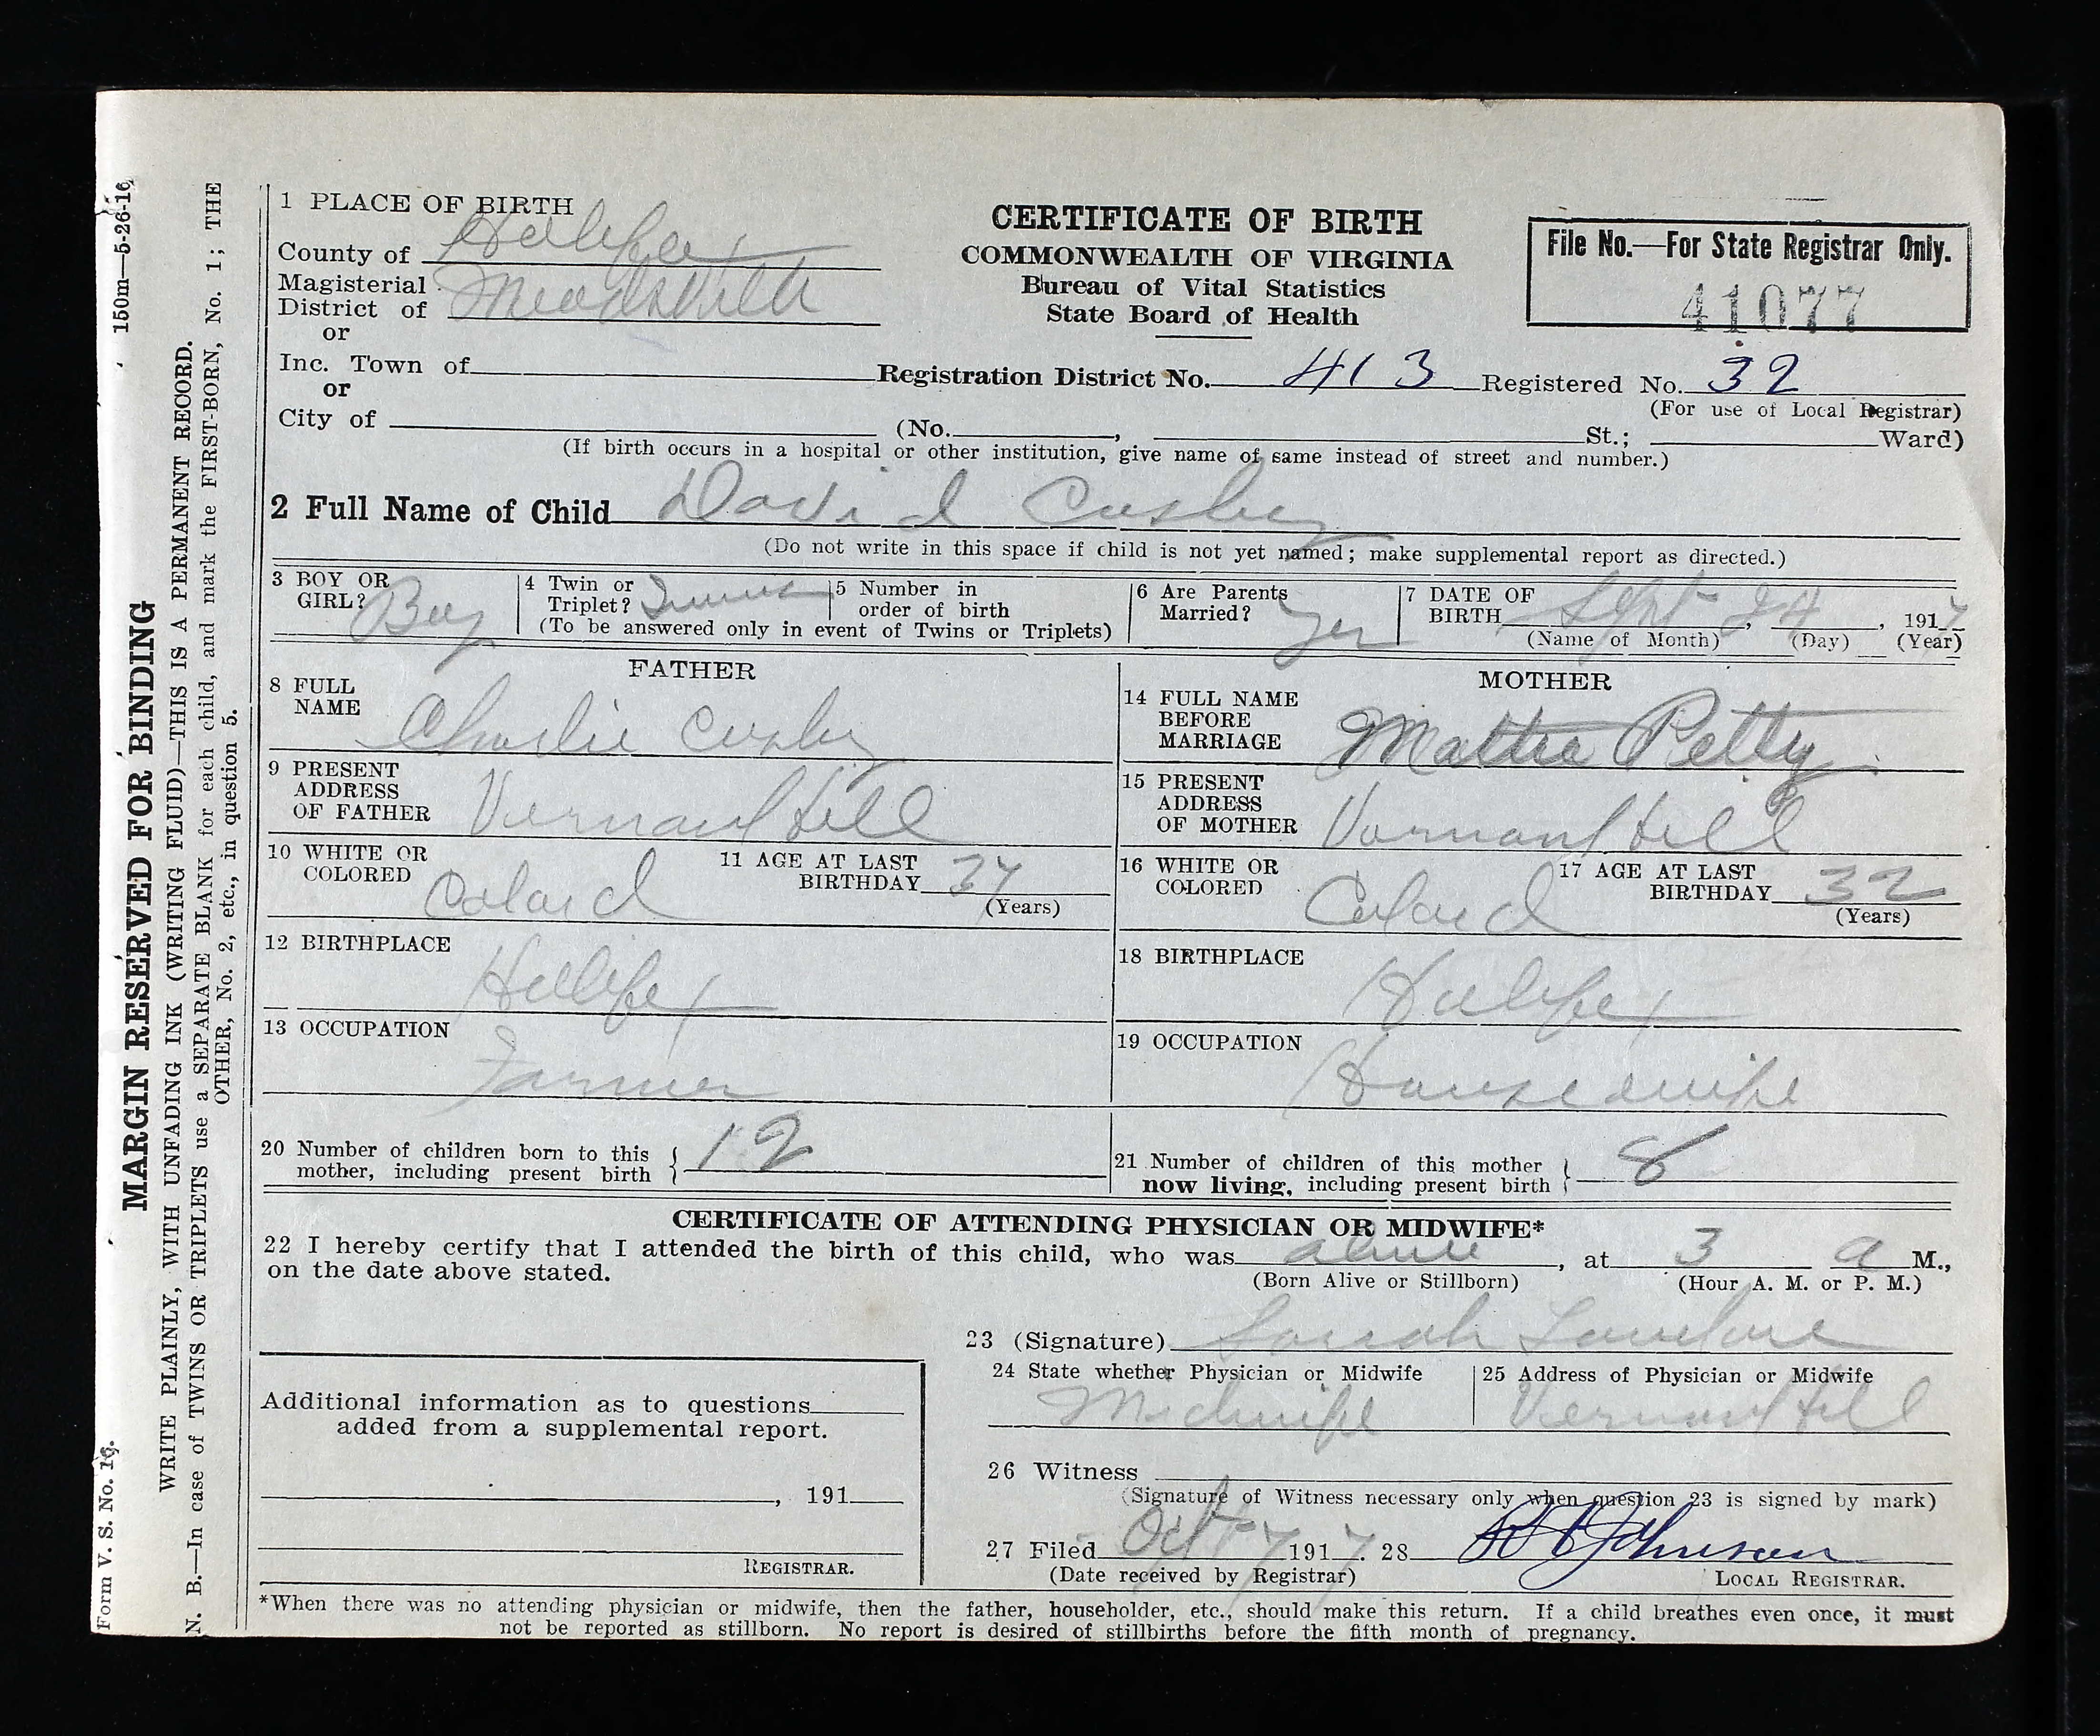 150m—5-26-16
Form V. S. No. 19.
MARGIN RESERVED FOR BINDING
WRITE PLAINLY, WITH UNFADING INK (WRITING FLUID)—THIS IS A PERMANENT RECORD.
N. B.—In case of TWINS OR TRIPLETS use a SEPARATE BLANK for each child, and mark the FIRST-BORN, No. 1; THE
OTHER, No. 2, etc., in question 5.
1 PLACE OF BIRTH
County of Halifax
Magisterial
District of Meadsville
or
Inc. Town of
or
City of (No. , St.; Ward)
(If birth occurs in a hospital or other institution, give name of same instead of street and number.)
CERTIFICATE OF BIRTH
COMMONWEALTH OF VIRGINIA
Bureau of Vital Statistics
State Board of Health
File No.—For State Registrar Only.
41077
Registration District No. 413 Registered No. 32
(For use of Local Registrar)
2 Full Name of Child David Cusby
(Do not write in this space if child is not yet named; make supplemental report as directed.)
3 BOY OR
GIRL? Boy
4 Twin or
Triplet?
5 Number in
order of birth
(To be answered only in event of Twins or Triplets)
6 Are Parents
Married? yes
7 DATE OF
BIRTH Sept 24, 1917
(Name of Month) (Day) (Year)
FATHER
8 FULL
NAME Charlie Cusby
9 PRESENT
ADDRESS
OF FATHER Vernon Hill
10 WHITE OR
COLORED Colard
11 AGE AT LAST
BIRTHDAY 37
(Years)
12 BIRTHPLACE
Halifax
13 OCCUPATION
Farmer
MOTHER
14 FULL NAME
BEFORE
MARRIAGE Mattie Petty
15 PRESENT
ADDRESS
OF MOTHER Vernon Hill
16 WHITE OR
COLORED Colard
17 AGE AT LAST
BIRTHDAY 32
(Years)
18 BIRTHPLACE
Halifax
19 OCCUPATION
Housewife
20 Number of children born to this
mother, including present birth } 12
21 Number of children of this mother
now living, including present birth } 8
CERTIFICATE OF ATTENDING PHYSICIAN OR MIDWIFE*
22 I hereby certify that I attended the birth of this child, who was alive, at 3 a M.,
on the date above stated. (Born Alive or Stillborn) (Hour A. M. or P. M.)
23 (Signature) Sarah
24 State whether Physician or Midwife
Midwife
25 Address of Physician or Midwife
Vernon Hill
26 Witness
(Signature of Witness necessary only when question 23 is signed by mark)
27 Filed Oct 7 1917. 28 Johnson
(Date received by Registrar) LOCAL REGISTRAR.
Additional information as to questions
added from a supplemental report.
, 191
REGISTRAR.
*When there was no attending physician or midwife, then the father, householder, etc., should make this return. If a child breathes even once, it must
not be reported as stillborn. No report is desired of stillbirths before the fifth month of pregnancy.